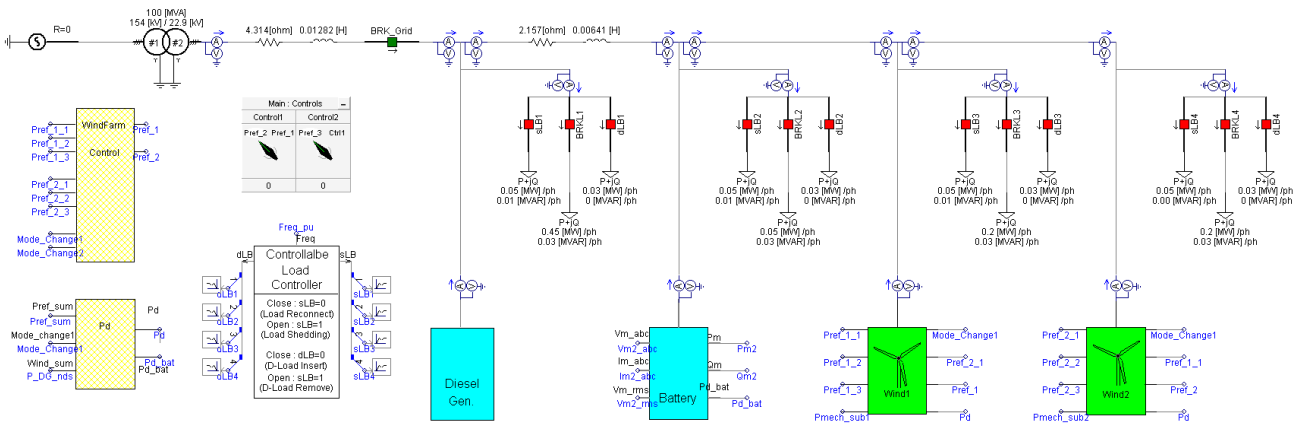 100 [MVA]
154 [kV] / 22.9 [kV]
R=0
#1
#2
4.314[ohm]
0.01282 [H]
BRK_Grid
2.157[ohm]
0.00641 [H]
A
V
WindFarm
Control
Pref_1_1
Pref_1_2
Pref_1_3
Pref_2_1
Pref_2_2
Pref_2_3
Mode_Change1
Mode_Change2
Pref_1
Pref_2
Main : Controls
Control1
Control2
Pref_2
Pref_1
Pref_3
Ctrl1
0
0
sLB1
BRKL1
dLB1
P+jQ
0.05 [MW] /ph
0.01 [MVAR] /ph
P+jQ
0.03 [MW] /ph
0 [MVAR] /ph
P+jQ
0.45 [MW] /ph
0.03 [MVAR] /ph
sLB2
BRKL2
dLB2
P+jQ
0.05 [MW] /ph
0.01 [MVAR] /ph
P+jQ
0.03 [MW] /ph
0 [MVAR] /ph
P+jQ
0.05 [MW] /ph
0.03 [MVAR] /ph
sLB3
BRKL3
dLB3
P+jQ
0.05 [MW] /ph
0.01 [MVAR] /ph
P+jQ
0.03 [MW] /ph
0 [MVAR] /ph
P+jQ
0.2 [MW] /ph
0.03 [MVAR] /ph
sLB4
BRKL4
dLB4
P+jQ
0.05 [MW] /ph
0.00 [MVAR] /ph
P+jQ
0.03 [MW] /ph
0 [MVAR] /ph
P+jQ
0.2 [MW] /ph
0.03 [MVAR] /ph
Freq_pu
Freq
dLB
sLB
Controllalbe
Load
Controller
Close : sLB=0
(Load Reconnect)
Open : sLB=1
(Load Shedding)
Close : dLB=0
(D-Load Insert)
Open : sLB=1
(D-Load Remove)
1
dLB1
2
dLB2
3
dLB3
4
dLB4
1
sLB1
2
sLB2
3
sLB3
4
sLB4
Pref_sum
Pref_sum
Mode_change1
Mode_Change1
Wind_sum
P_DG_nds
Pd
Pd
Pd
Pd_bat
Pd_bat
Diesel
Gen.
Vm_abc
Vm2_abc
Im_abc
Im2_abc
Vm_rms
Vm2_rms
Battery
Pm
Pm2
Qm
Qm2
Pd_bat
Pd_bat
Pref_1_1
Pref_1_2
Pref_1_3
Pmech_sub1
Wind1
Mode_Change1
Pref_2_1
Pref_1
Pd
Pref_2_1
Pref_2_2
Pref_2_3
Pmech_sub2
Wind2
Mode_Change1
Pref_1_1
Pref_2
Pd